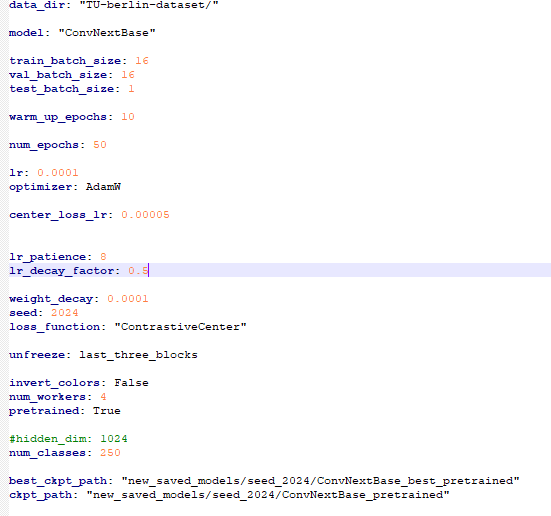 data_dir: "TU-berlin-dataset/"
model: "ConvNextBase"
train_batch_size: 16
val_batch_size: 16
test_batch_size: 1
warm_up_epochs: 10
num_epochs: 50
lr: 0.0001
optimizer: AdamW
center_loss_lr: 0.00005
lr_patience: 8
lr_decay_factor: 0.5
weight_decay: 0.0001
seed: 2024
loss_function: "ContrastiveCenter"
unfreeze: last_three_blocks
invert_colors: False
num_workers: 4
pretrained: True
#hidden_dim: 1024
num_classes: 250
best_ckpt_path: "new_saved_models/seed_2024/ConvNextBase_best_pretrained"
ckpt_path: "new_saved_models/seed_2024/ConvNextBase_pretrained"